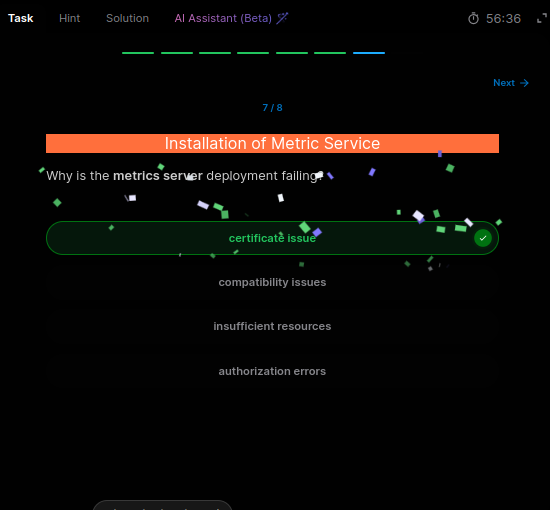 Task Hint Solution AI Assistant (Beta) 56:36
Next
7 / 8
Installation of Metric Service
Why is the metrics server deployment failing?
certificate issue
compatibility issues
insufficient resources
authorization errors